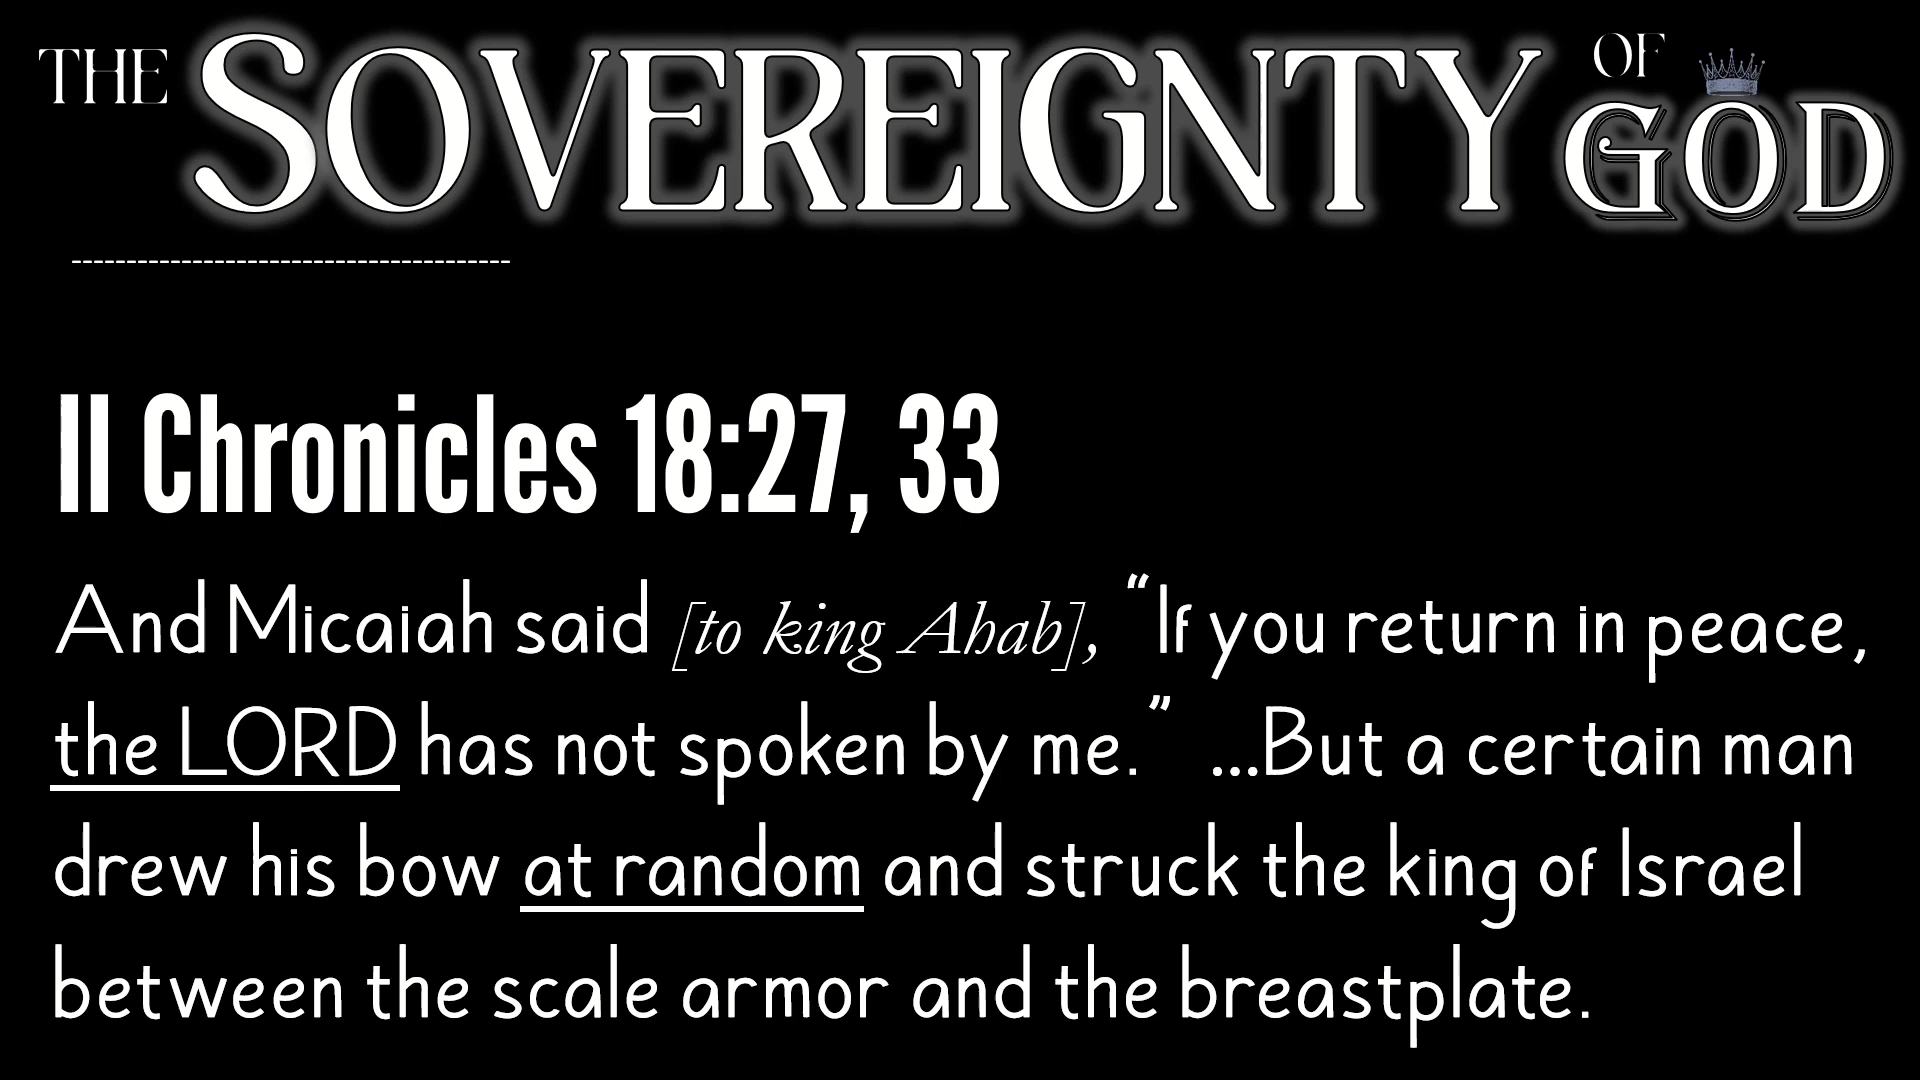 THE SOVEREIGNTY OF GOD
---------------------------------------
II Chronicles 18:27, 33
And Micaiah said [to king Ahab], “If you return in peace,
the LORD has not spoken by me.” ...But a certain man
drew his bow at random and struck the king of Israel
between the scale armor and the breastplate.